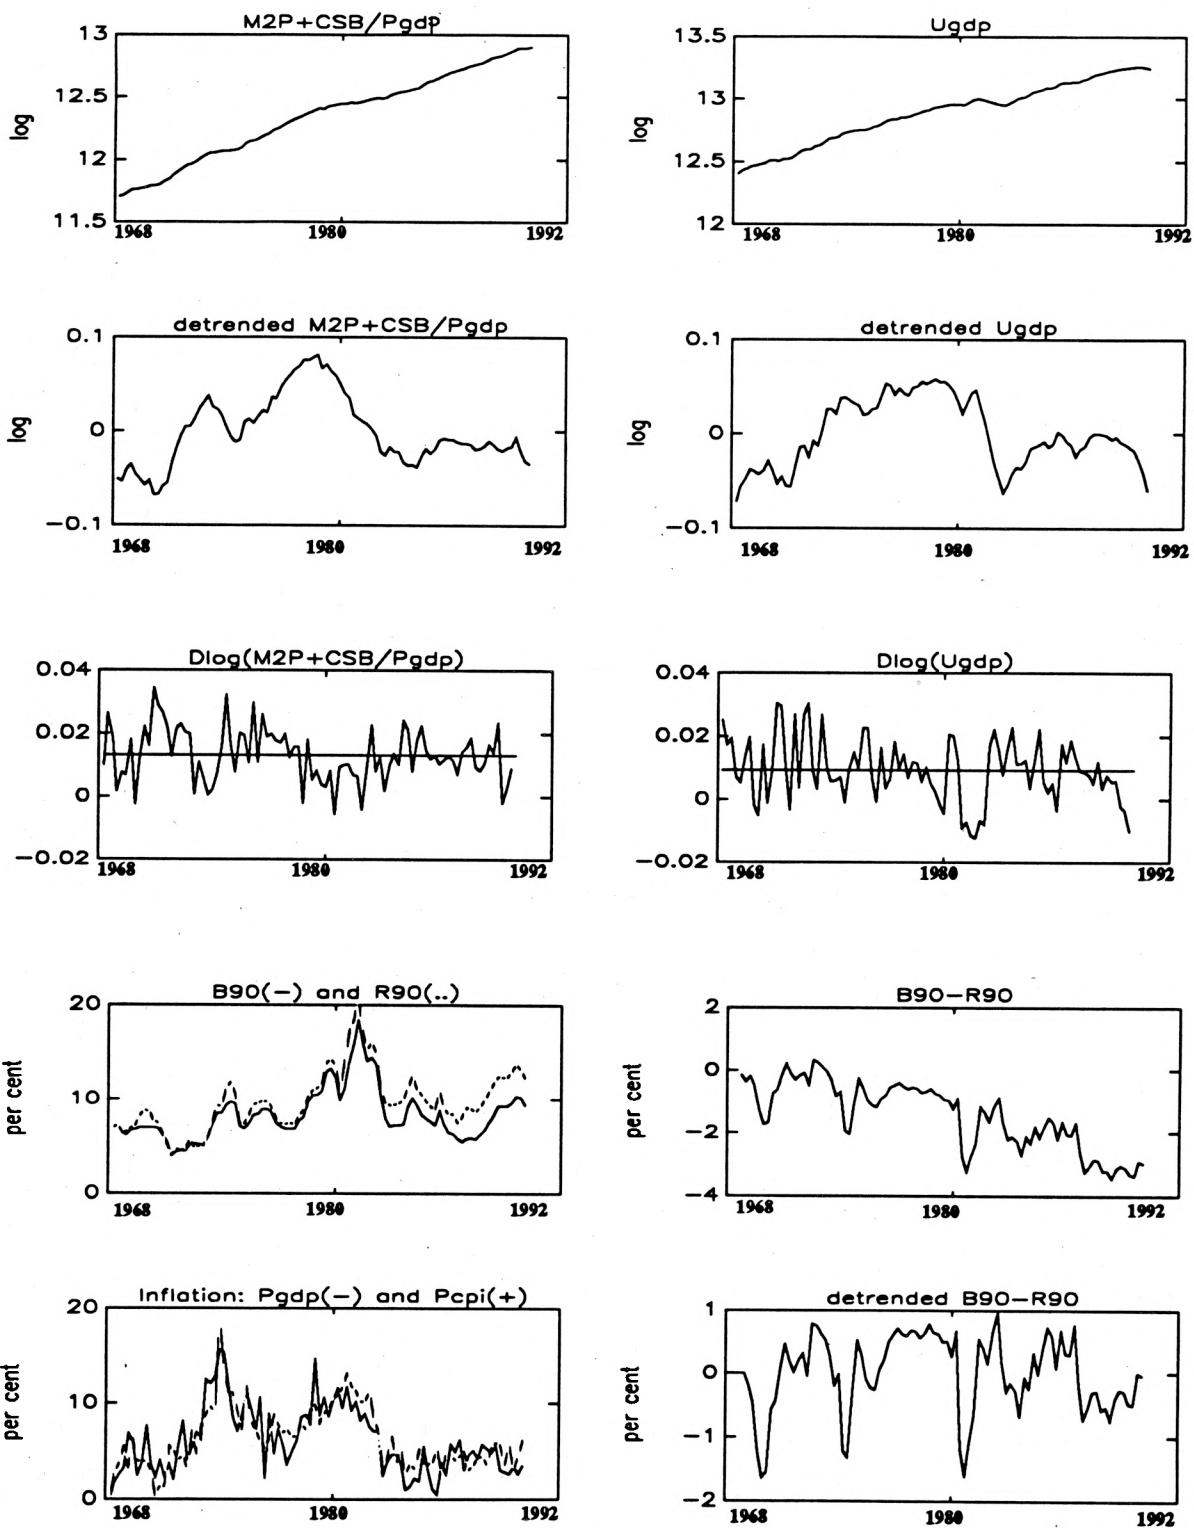 M2P+CSB/Pgdp
13
12.5
12
11.5
log
1968 1980 1992
Ugdp
13.5
13
12.5
12
log
1968 1980 1992
detrended M2P+CSB/Pgdp
0.1
0
−0.1
log
1968 1980 1992
detrended Ugdp
0.1
0
−0.1
log
1968 1980 1992
Dlog(M2P+CSB/Pgdp)
0.04
0.02
0
−0.02
1968 1980 1992
Dlog(Ugdp)
0.04
0.02
0
−0.02
1968 1980 1992
B90(−) and R90(..)
20
10
0
per cent
1968 1980 1992
B90−R90
2
0
−2
−4
per cent
1968 1980 1992
Inflation: Pgdp(−) and Pcpi(+)
20
10
0
per cent
1968 1980 1992
detrended B90−R90
1
0
−1
−2
per cent
1968 1980 1992